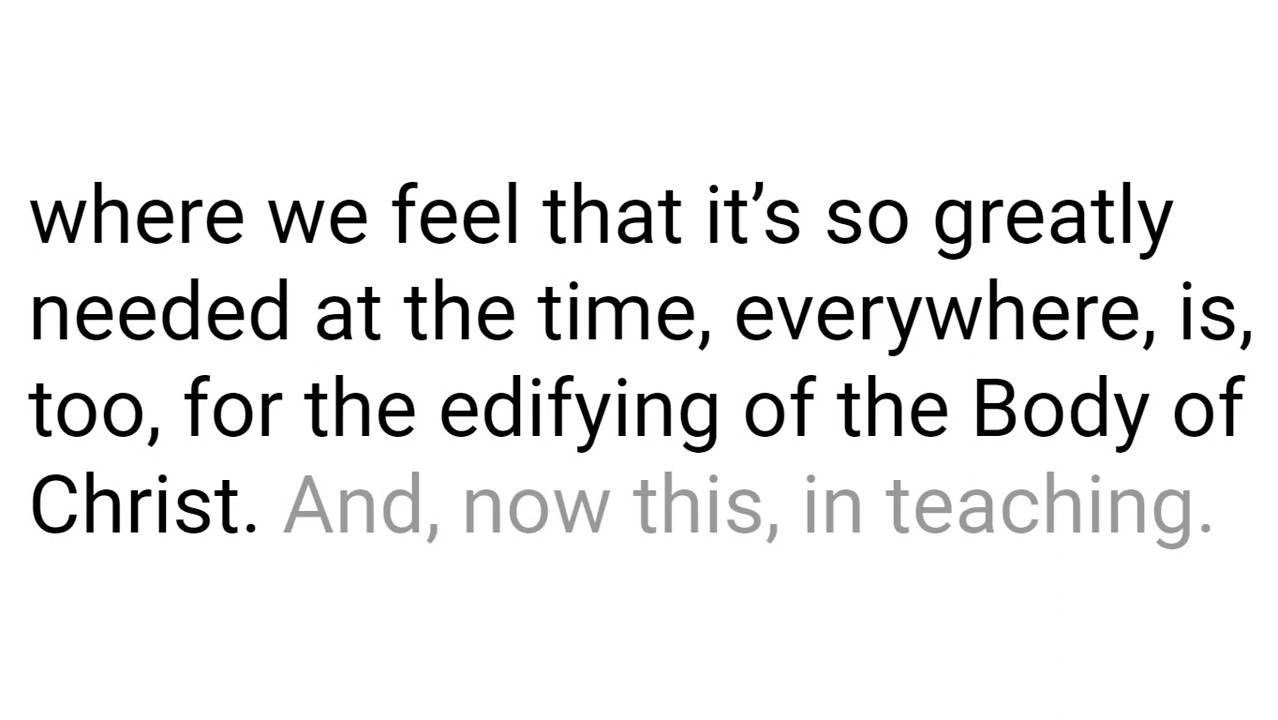 where we feel that it’s so greatly
needed at the time, everywhere, is,
too, for the edifying of the Body of
Christ. And, now this, in teaching.